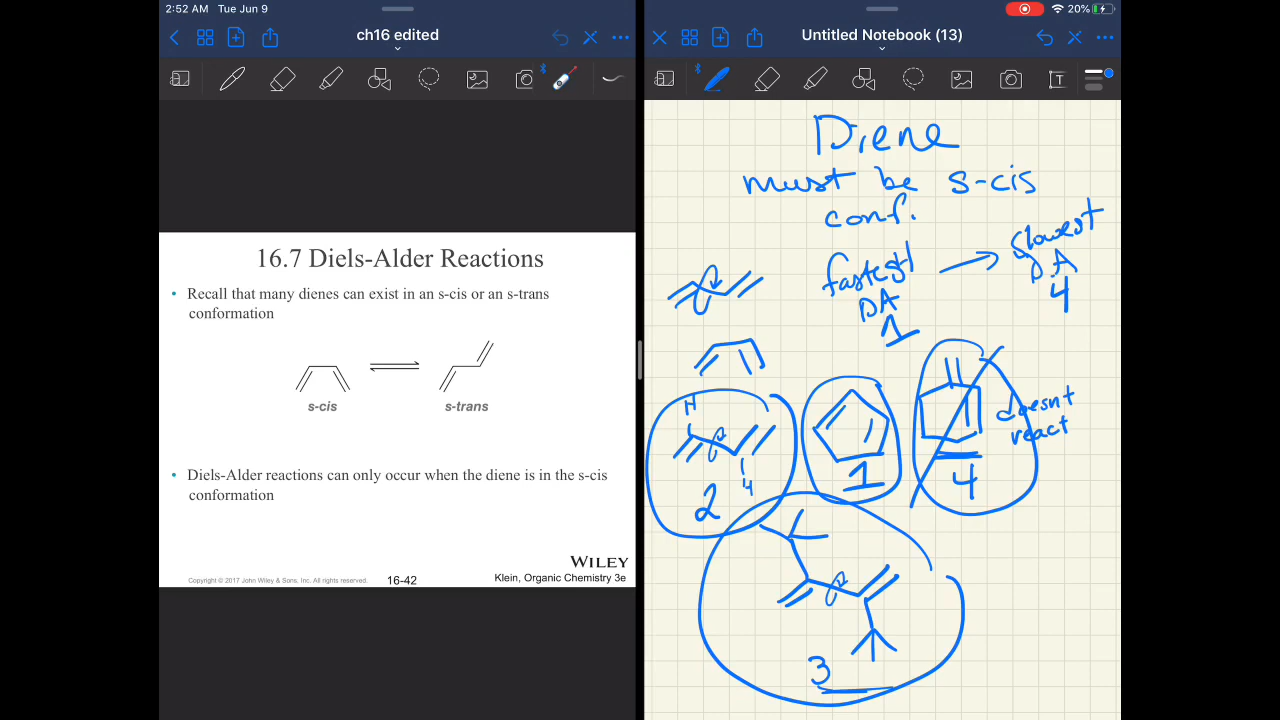 2:52 AM Tue Jun 9
20%
ch16 edited
Untitled Notebook (13)
16.7 Diels-Alder Reactions
• Recall that many dienes can exist in an s-cis or an s-trans
conformation
s-cis
s-trans
• Diels-Alder reactions can only occur when the diene is in the s-cis
conformation
WILEY
Copyright © 2017 John Wiley & Sons, Inc. All rights reserved.
16-42
Klein, Organic Chemistry 3e
Diene
must be s-cis
conf.
fastest
DA
1
slowest
DA
4
H
H
2
1
doesnt
react
4
3